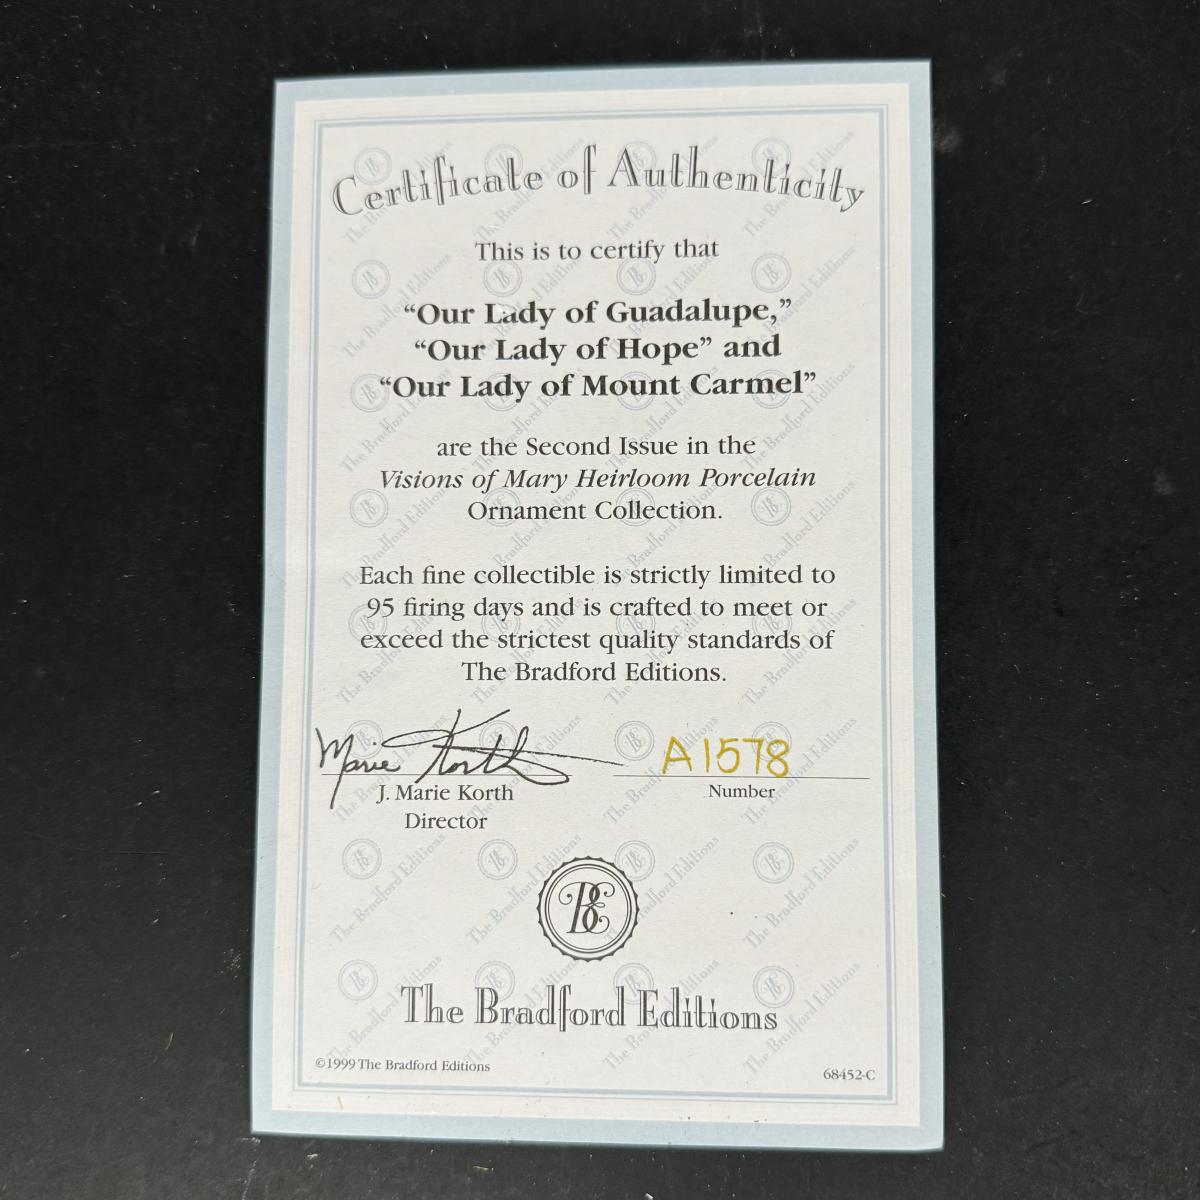 Certificate of Authenticity
This is to certify that
“Our Lady of Guadalupe,”
“Our Lady of Hope” and
“Our Lady of Mount Carmel”
are the Second Issue in the
Visions of Mary Heirloom Porcelain
Ornament Collection.
Each fine collectible is strictly limited to
95 firing days and is crafted to meet or
exceed the strictest quality standards of
The Bradford Editions.
Marie Korth
A1578
J. Marie Korth
Number
Director
BE
The Bradford Editions
©1999 The Bradford Editions
68452-C